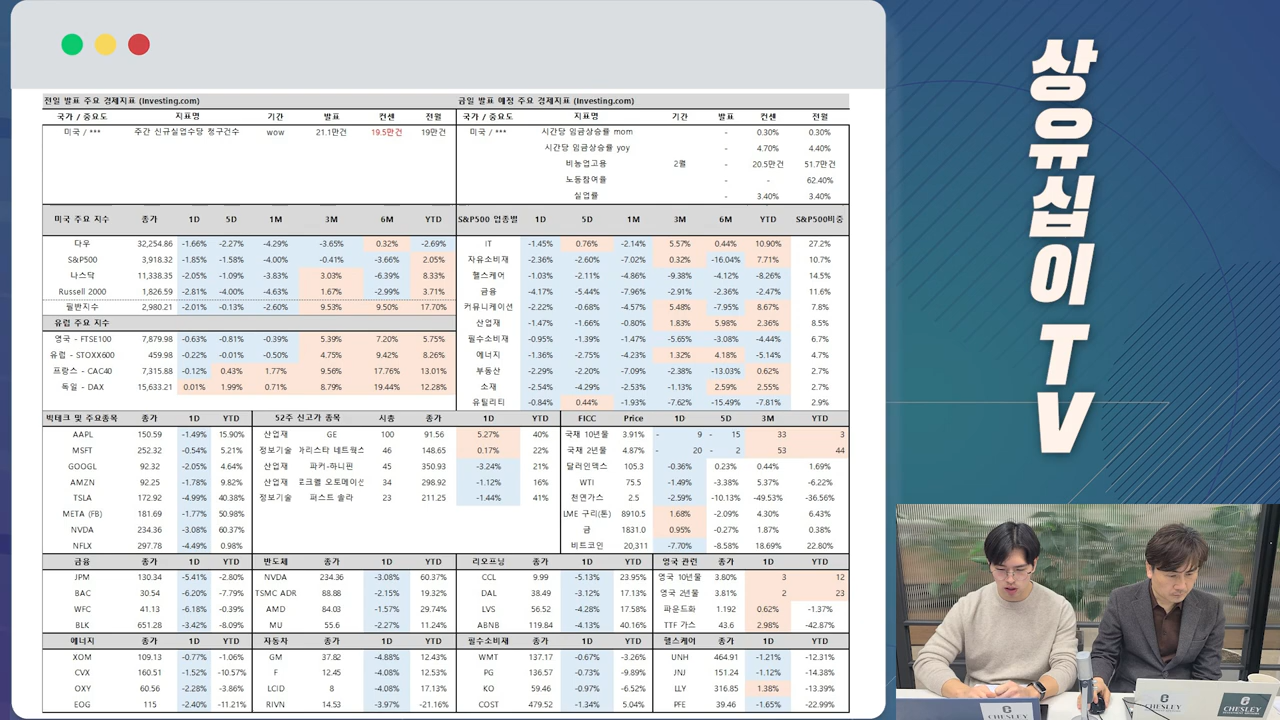 전일 발표 주요 경제지표 (Investing.com) 금일 발표 예정 주요 경제지표 (Investing.com)
국가 / 중요도 지표명 기간 발표 컨센 전월 국가 / 중요도 지표명 기간 발표 컨센 전월
미국 / *** 주간 신규실업수당 청구건수 wow 21.1만건 19.5만건 19만건 미국 / *** 시간당 임금상승률 mom - 0.30% 0.30%
시간당 임금상승률 yoy - 4.70% 4.40%
비농업고용 2월 - 20.5만건 51.7만건
노동참여율 - - 62.40%
실업률 - 3.40% 3.40%
미국 주요 지수 종가 1D 5D 1M 3M 6M YTD S&P500 업종별 1D 5D 1M 3M 6M YTD S&P500비중
다우 32,254.86 -1.66% -2.27% -4.29% -3.65% 0.32% -2.69% IT -1.45% 0.76% -2.14% 5.57% 0.44% 10.90% 27.2%
S&P500 3,918.32 -1.85% -1.58% -4.00% -0.41% -3.66% 2.05% 자유소비재 -2.36% -2.60% -7.02% 0.32% -16.04% 7.71% 10.7%
나스닥 11,338.35 -2.05% -1.09% -3.83% 3.03% -6.39% 8.33% 헬스케어 -1.03% -2.11% -4.86% -9.38% -4.12% -8.26% 14.5%
Russell 2000 1,826.59 -2.81% -4.00% -4.63% 1.67% -2.99% 3.71% 금융 -4.17% -5.44% -7.96% -2.91% -2.36% -2.47% 11.6%
필반지수 2,980.21 -2.01% -0.13% -2.60% 9.53% 9.50% 17.70% 커뮤니케이션 -2.22% -0.68% -4.57% 5.48% -7.95% 8.67% 7.8%
유럽 주요 지수 산업재 -1.47% -1.66% -0.80% 1.83% 5.98% 2.36% 8.5%
영국 - FTSE100 7,879.98 -0.63% -0.81% -0.39% 5.39% 7.20% 5.75% 필수소비재 -0.95% -1.39% -1.47% -5.65% -3.08% -4.44% 6.7%
유럽 - STOXX600 459.98 -0.22% -0.01% -0.50% 4.75% 9.42% 8.26% 에너지 -1.36% -2.75% -4.23% 1.32% 4.18% -5.14% 4.7%
프랑스 - CAC40 7,315.88 -0.12% 0.43% 1.77% 9.56% 17.76% 13.01% 부동산 -2.29% -2.20% -7.09% -2.38% -13.03% 0.62% 2.7%
독일 - DAX 15,633.21 0.01% 1.99% 0.71% 8.79% 19.44% 12.28% 소재 -2.54% -4.29% -2.53% -1.13% 2.59% 2.55% 2.7%
유틸리티 -0.84% 0.44% -1.93% -7.62% -15.49% -7.81% 2.9%
빅테크 및 주요종목 종가 1D YTD 52주 신고가 종목 시총 종가 1D YTD FICC Price 1D 5D 3M YTD
AAPL 150.59 -1.49% 15.90% 산업재 GE 100 91.56 5.27% 40% 국채 10년물 3.91% - 9 - 15 33 3
MSFT 252.32 -0.54% 5.21% 정보기술 아리스타 네트웍스 46 148.65 0.17% 22% 국채 2년물 4.87% - 20 - 2 53 44
GOOGL 92.32 -2.05% 4.64% 산업재 파커-하니핀 45 350.93 -3.24% 21% 달러인덱스 105.3 -0.36% 0.23% 0.44% 1.69%
AMZN 92.25 -1.78% 9.82% 산업재 로크웰 오토메이션 34 298.92 -1.12% 16% WTI 75.5 -1.49% -3.38% 5.37% -6.22%
TSLA 172.92 -4.99% 40.38% 정보기술 퍼스트 솔라 23 211.25 -1.44% 41% 천연가스 2.5 -2.59% -10.13% -49.53% -36.56%
META (FB) 181.69 -1.77% 50.98% LME 구리(톤) 8910.5 1.68% -2.09% 4.30% 6.43%
NVDA 234.36 -3.08% 60.37% 금 1831.0 0.95% -0.27% 1.87% 0.38%
NFLX 297.78 -4.49% 0.98% 비트코인 20,311 -7.70% -8.58% 18.69% 22.80%
금융 종가 1D YTD 반도체 종가 1D YTD 리오프닝 종가 1D YTD 영국 관련 종가 1D YTD
JPM 130.34 -5.41% -2.80% NVDA 234.36 -3.08% 60.37% CCL 9.99 -5.13% 23.95% 영국 10년물 3.80% 3 12
BAC 30.54 -6.20% -7.79% TSMC ADR 88.88 -2.15% 19.32% DAL 38.49 -3.12% 17.13% 영국 2년물 3.81% 2 23
WFC 41.13 -6.18% -0.39% AMD 84.03 -1.57% 29.74% LVS 56.52 -4.28% 17.58% 파운드화 1.192 0.62% -1.37%
BLK 651.28 -3.42% -8.09% MU 55.6 -2.27% 11.24% ABNB 119.84 -4.13% 40.16% TTF 가스 43.6 2.98% -42.87%
에너지 종가 1D YTD 자동차 종가 1D YTD 필수소비재 종가 1D YTD 헬스케어 종가 1D YTD
XOM 109.13 -0.77% -1.06% GM 37.82 -4.88% 12.43% WMT 137.17 -0.67% -3.26% UNH 464.91 -1.21% -12.31%
CVX 160.51 -1.52% -10.57% F 12.45 -4.08% 12.53% PG 136.57 -0.73% -9.89% JNJ 151.24 -1.12% -14.38%
OXY 60.56 -2.28% -3.86% LCID 8 -4.08% 17.13% KO 59.46 -0.97% -6.52% LLY 316.85 1.38% -13.39%
EOG 115 -2.40% -11.21% RIVN 14.53 -3.97% -21.16% COST 479.52 -1.34% 5.04% PFE 39.46 -1.65% -22.99%
상유십이 TV
CHESLEY
CHESLEY
CHESLEY